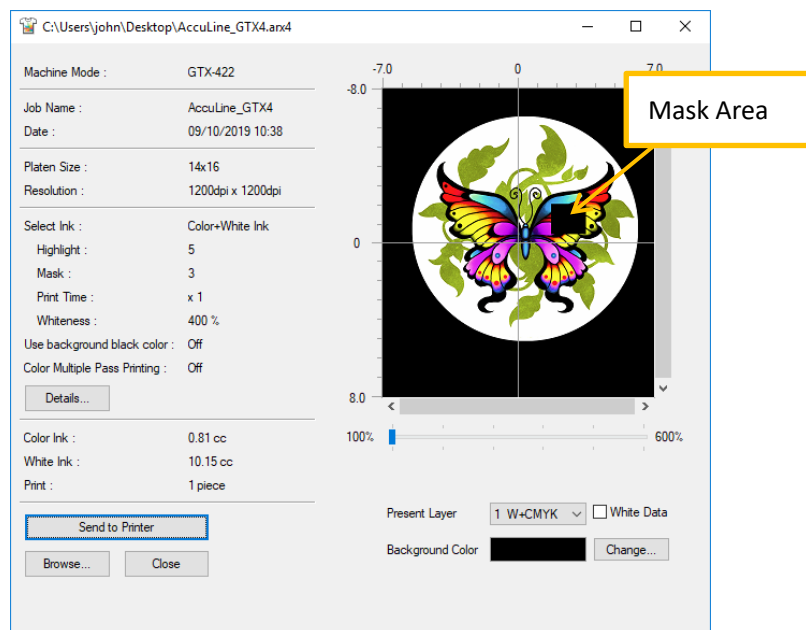 C:\Users\john\Desktop\AccuLine_GTX4.arx4
Machine Mode : GTX-422
Job Name : AccuLine_GTX4
Date : 09/10/2019 10:38
Platen Size : 14x16
Resolution : 1200dpi x 1200dpi
Select Ink : Color+White Ink
Highlight : 5
Mask : 3
Print Time : x 1
Whiteness : 400 %
Use background black color : Off
Color Multiple Pass Printing : Off
Details...
Color Ink : 0.81 cc
White Ink : 10.15 cc
Print : 1 piece
Send to Printer
Browse... Close
-7.0 0 7.0
-8.0
Mask Area
0
8.0
100% 600%
Present Layer 1 W+CMYK White Data
Background Color Change...